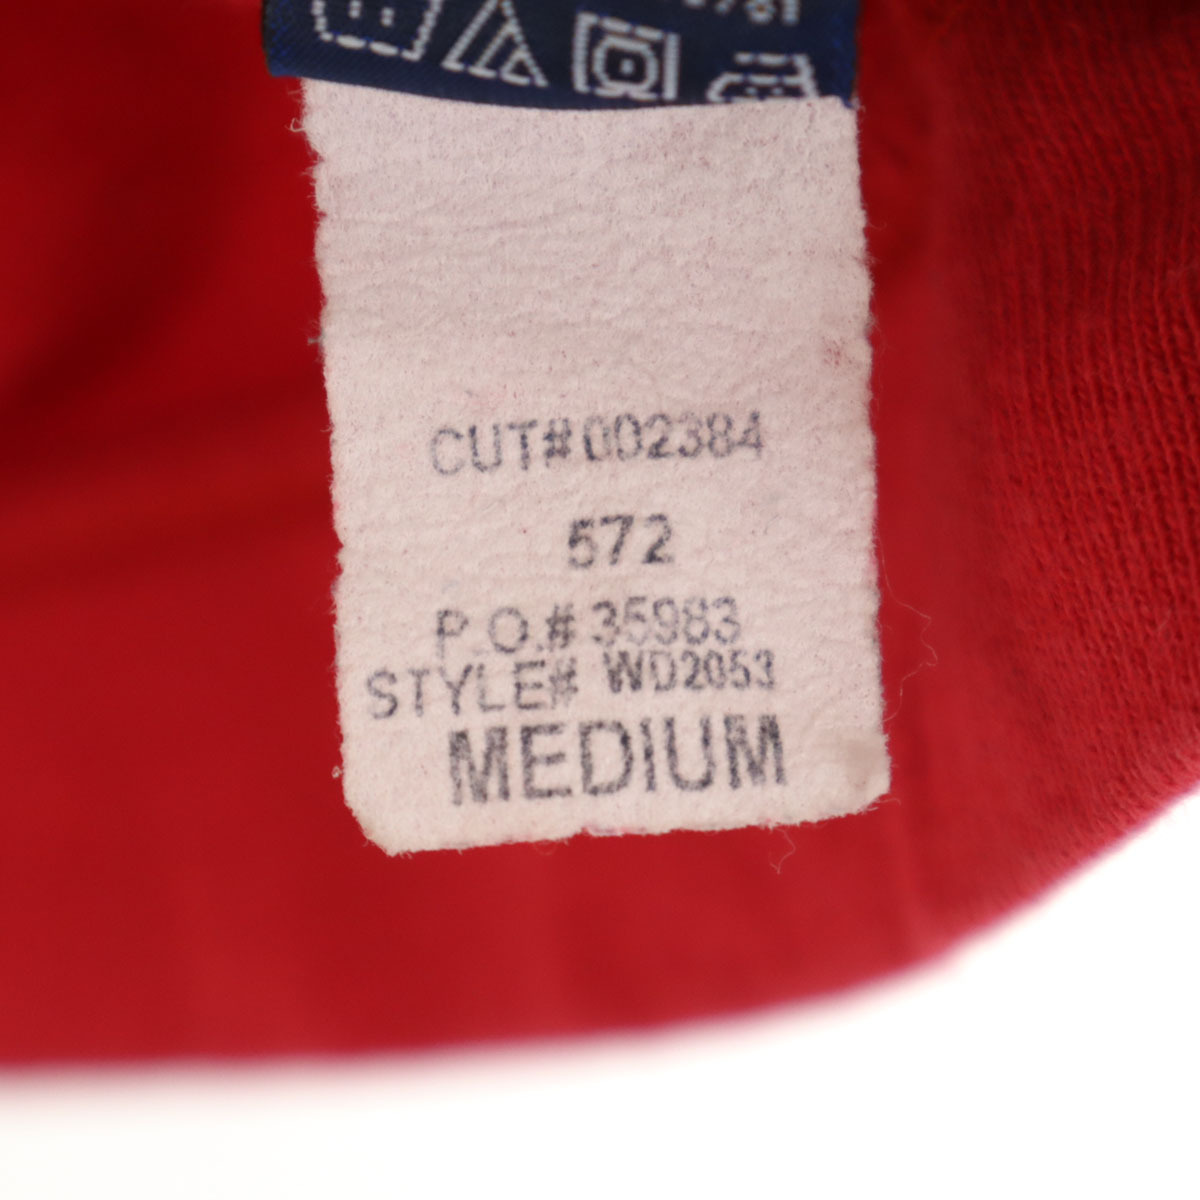 CUT# 002384
572
P.O.# 35983
STYLE# WD2053
MEDIUM